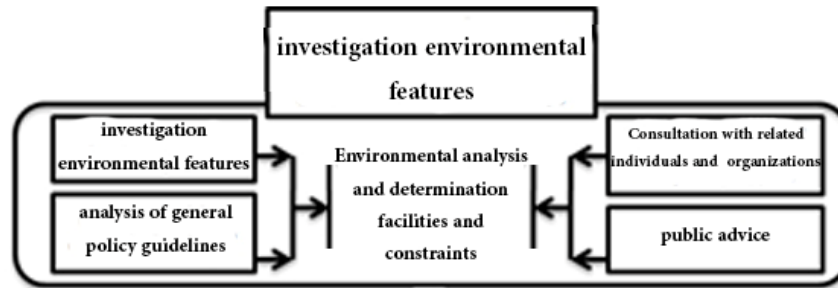 investigation environmental
features
investigation
environmental features
analysis of general
policy guidelines
Environmental analysis
and determination
facilities and
constraints
Consultation with related
individuals and organizations
public advice